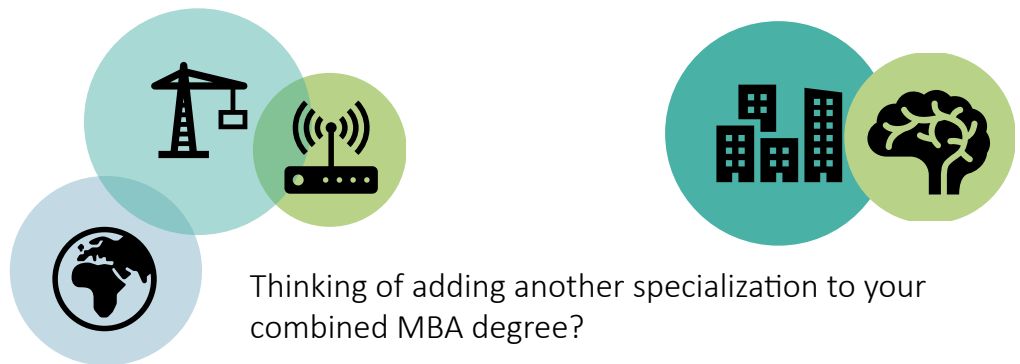 Thinking of adding another specialization to your
combined MBA degree?